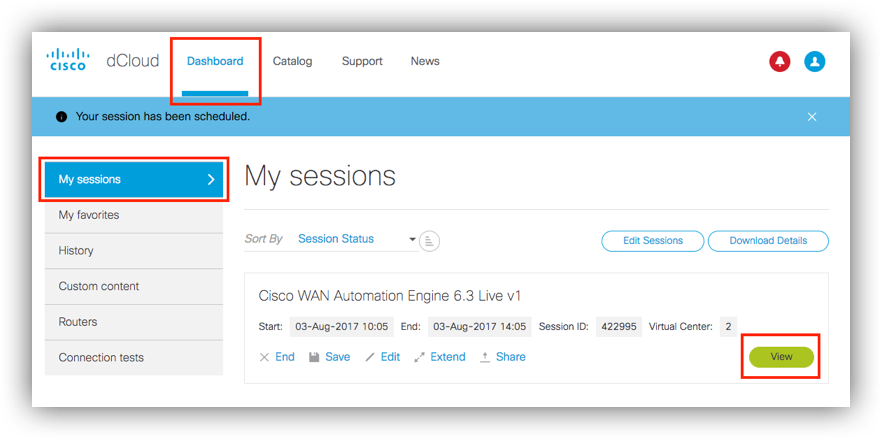 CISCO dCloud Dashboard Catalog Support News
Your session has been scheduled.
My sessions
My favorites
History
Custom content
Routers
Connection tests
My sessions
Sort By Session Status
Edit Sessions Download Details
Cisco WAN Automation Engine 6.3 Live v1
Start: 03-Aug-2017 10:05 End: 03-Aug-2017 14:05 Session ID: 422995 Virtual Center: 2
End Save Edit Extend Share
View